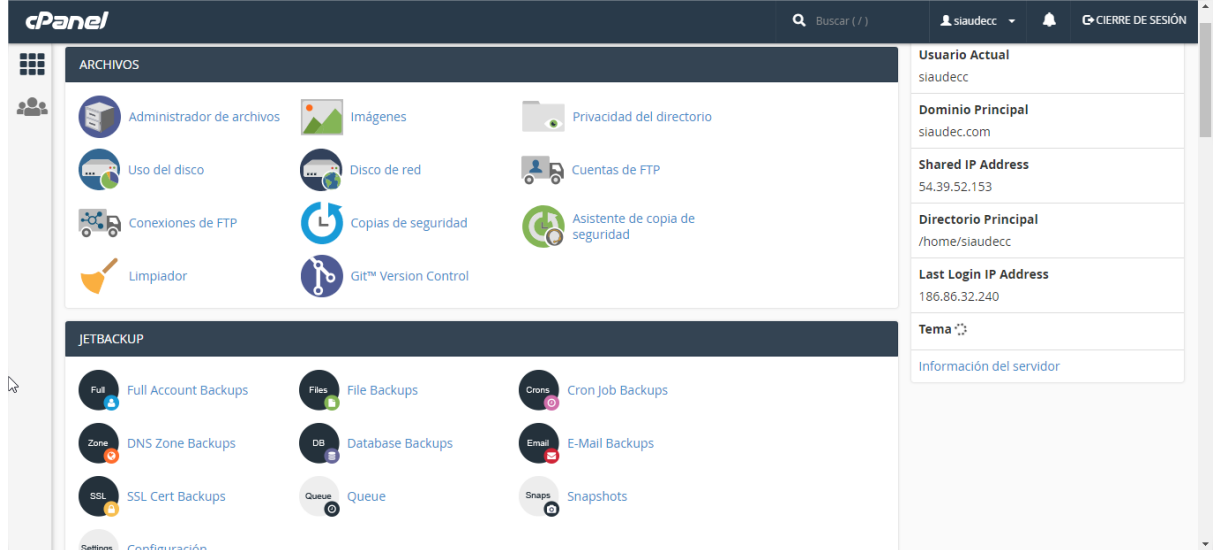 cPanel
Buscar ( / )
siaudecc
CIERRE DE SESIÓN
ARCHIVOS
Administrador de archivos
Imágenes
Privacidad del directorio
Uso del disco
Disco de red
Cuentas de FTP
Conexiones de FTP
Copias de seguridad
Asistente de copia de
seguridad
Limpiador
Git™ Version Control
JETBACKUP
Full
Full Account Backups
Files
File Backups
Crons
Cron Job Backups
Zone
DNS Zone Backups
DB
Database Backups
Email
E-Mail Backups
SSL
SSL Cert Backups
Queue
Queue
Snaps
Snapshots
Settings
Configuración
Usuario Actual
siaudecc
Dominio Principal
siaudec.com
Shared IP Address
54.39.52.153
Directorio Principal
/home/siaudecc
Last Login IP Address
186.86.32.240
Tema
Información del servidor